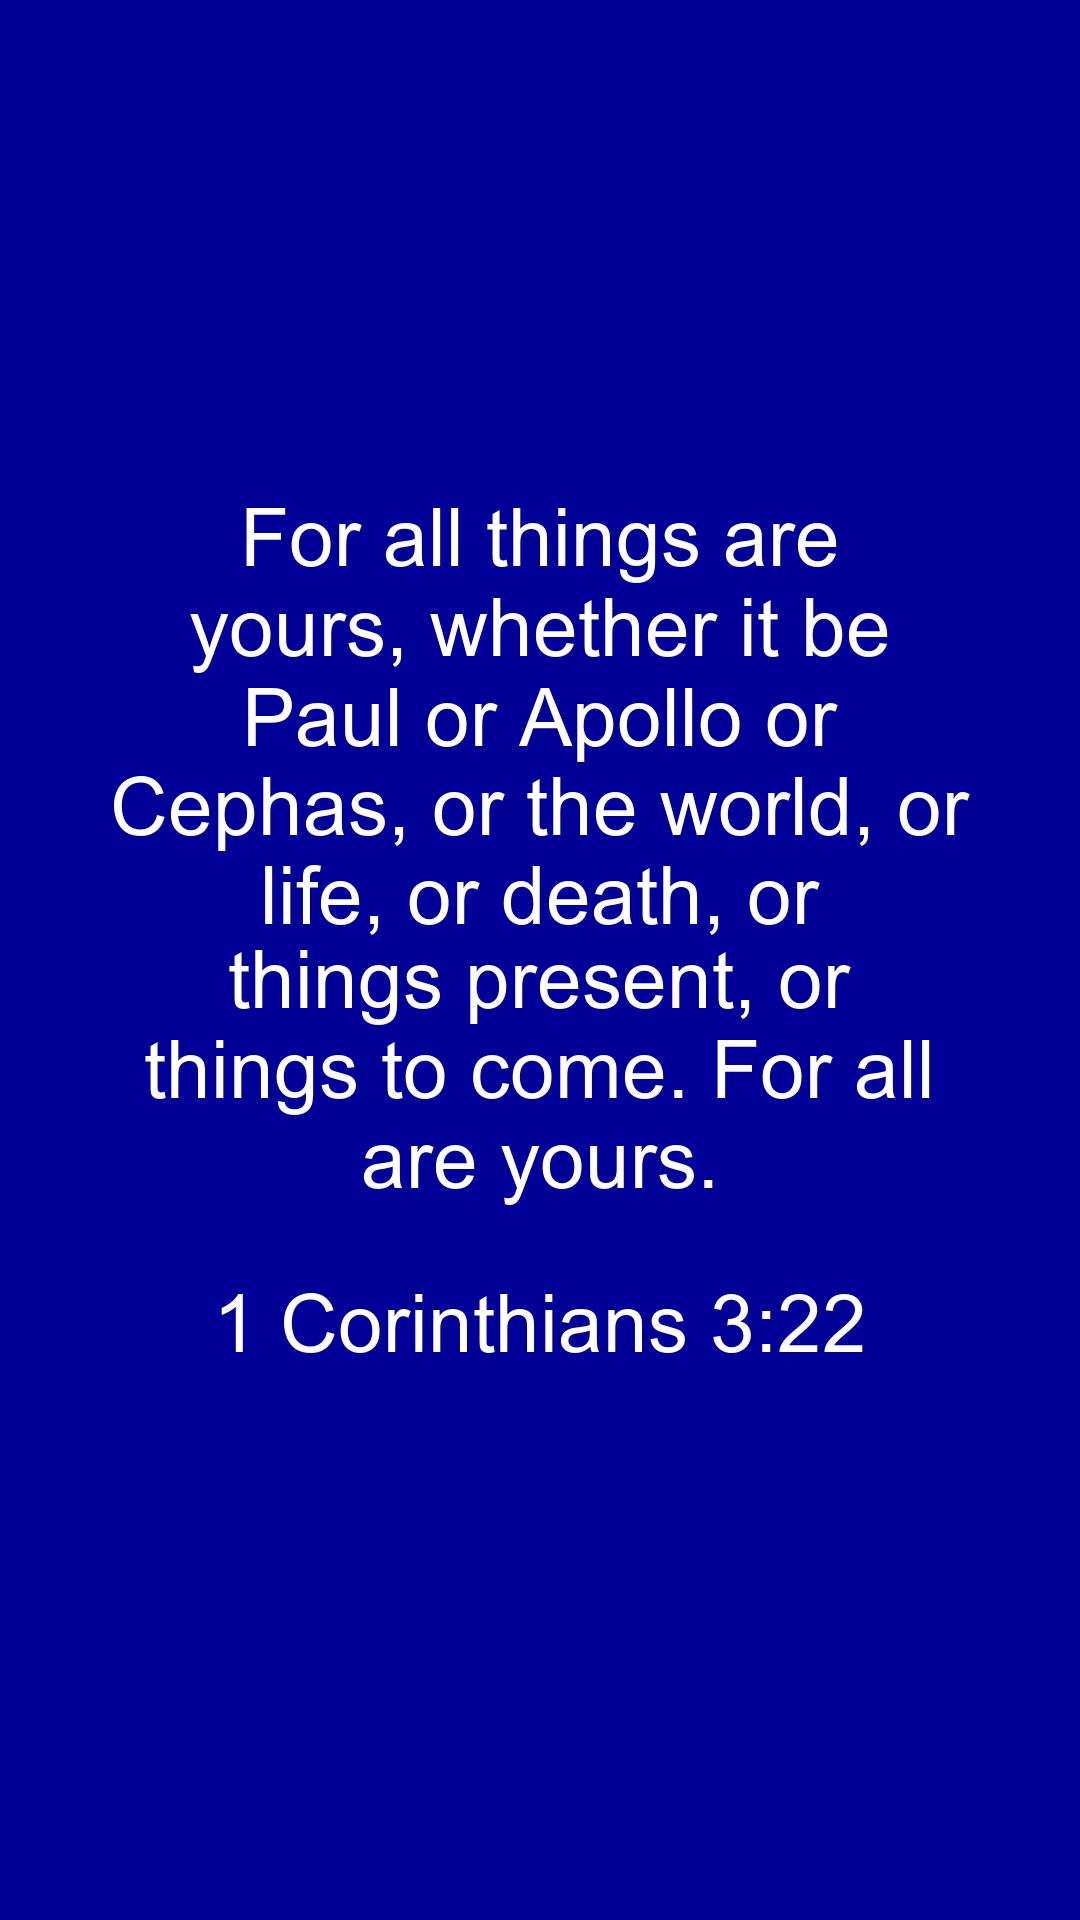 For all things are
yours, whether it be
Paul or Apollo or
Cephas, or the world, or
life, or death, or
things present, or
things to come. For all
are yours.
1 Corinthians 3:22